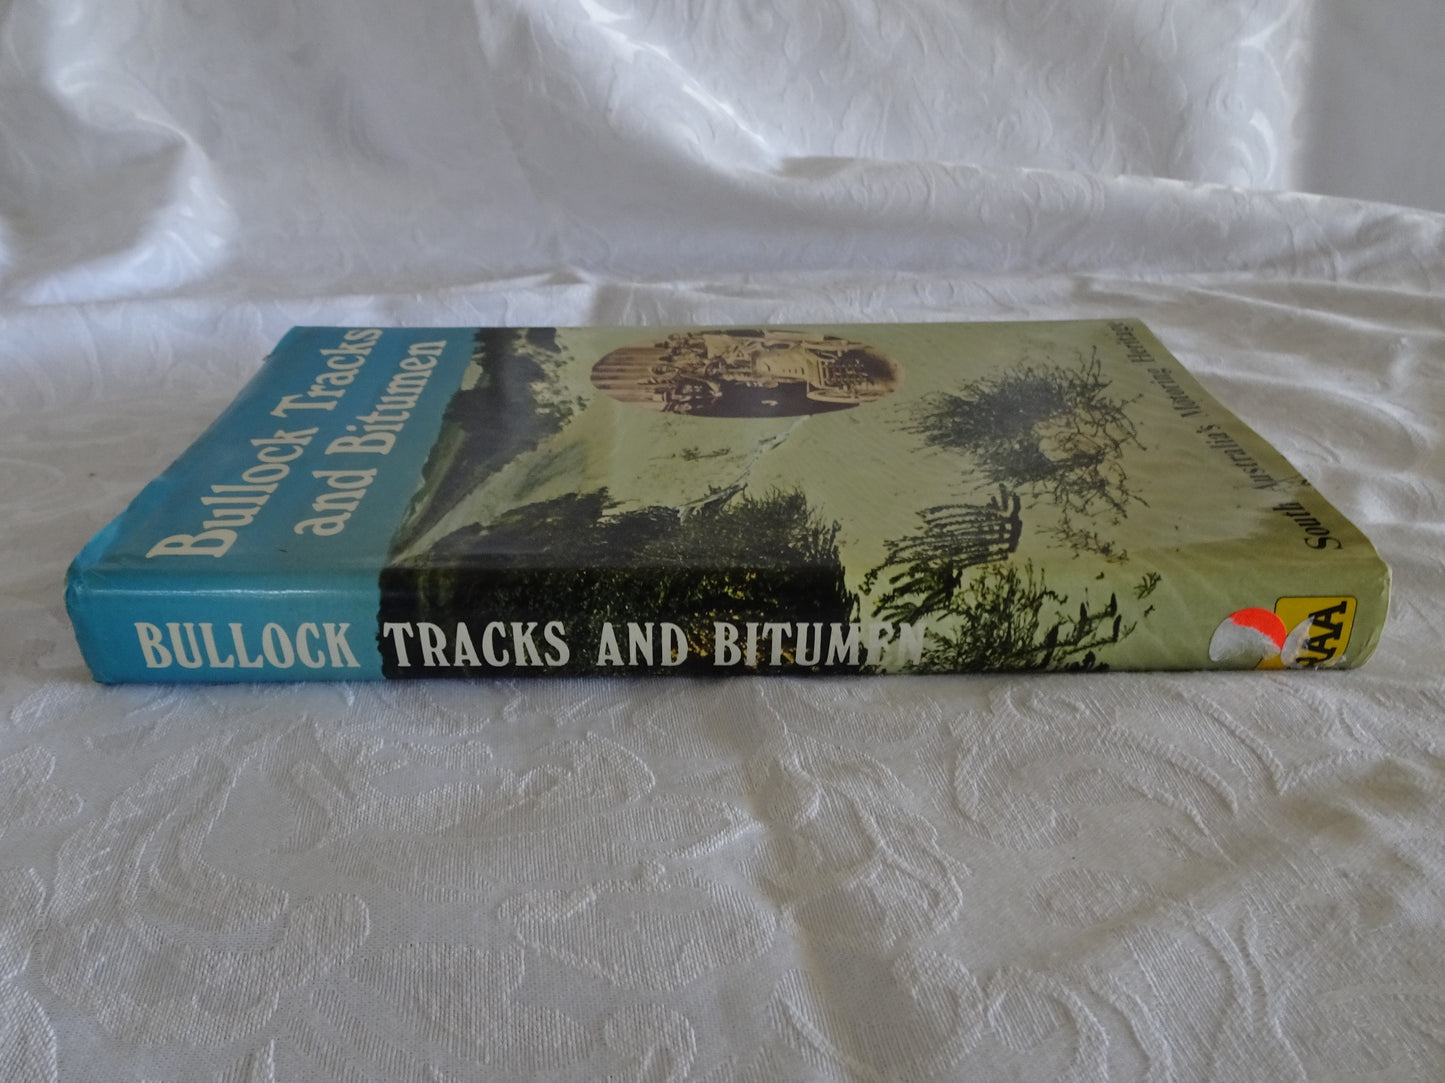 Bullock Tracks
and Bitumen
South Australia's Motoring Heritage
BULLOCK TRACKS AND BITUMEN
RAA